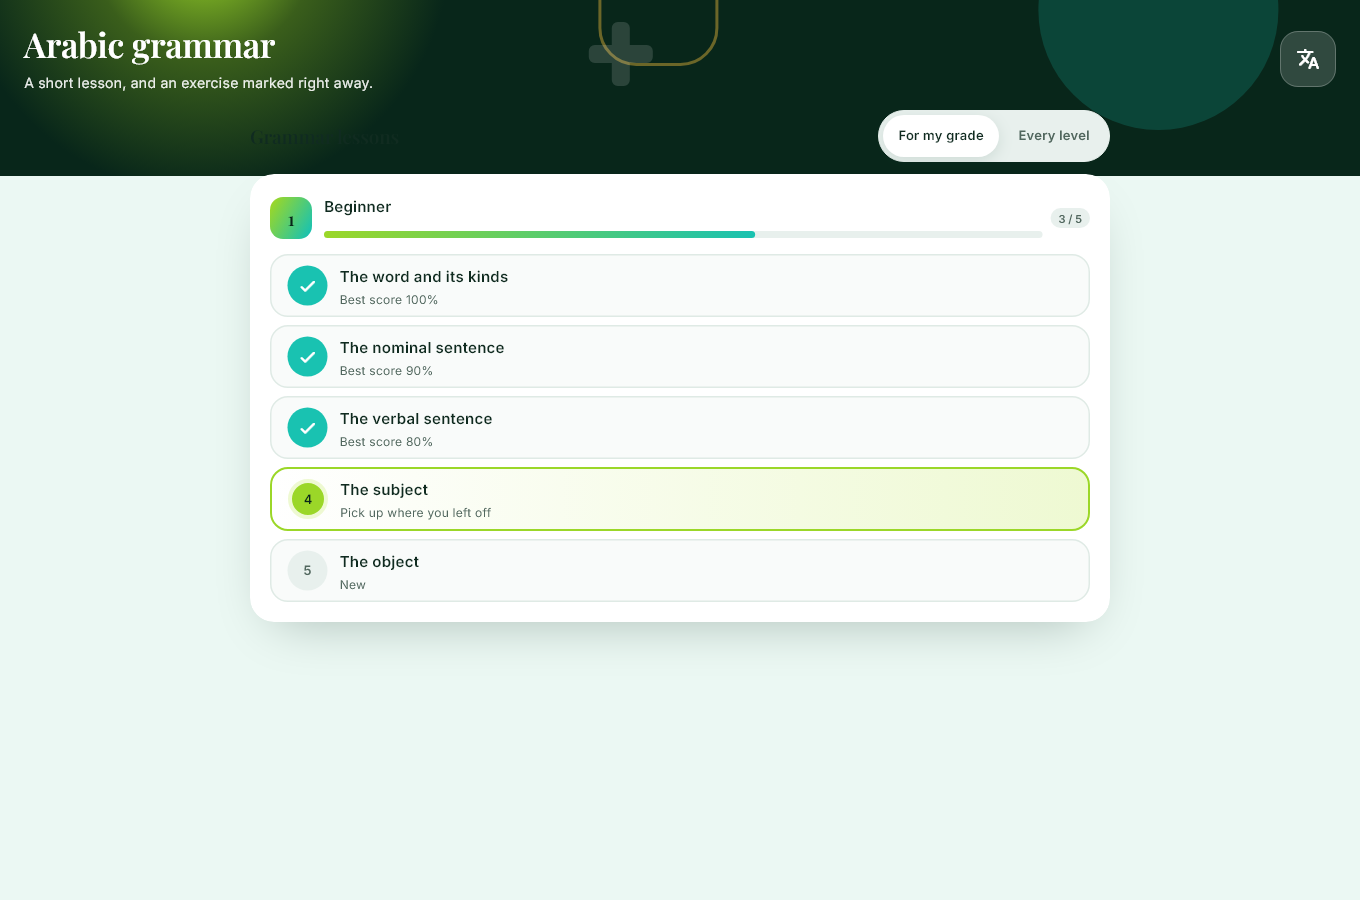 Arabic grammar
A short lesson, and an exercise marked right away.
Grammar lessons
For my grade
Every level
1
Beginner
3 / 5
The word and its kinds
Best score 100%
The nominal sentence
Best score 90%
The verbal sentence
Best score 80%
4
The subject
Pick up where you left off
5
The object
New